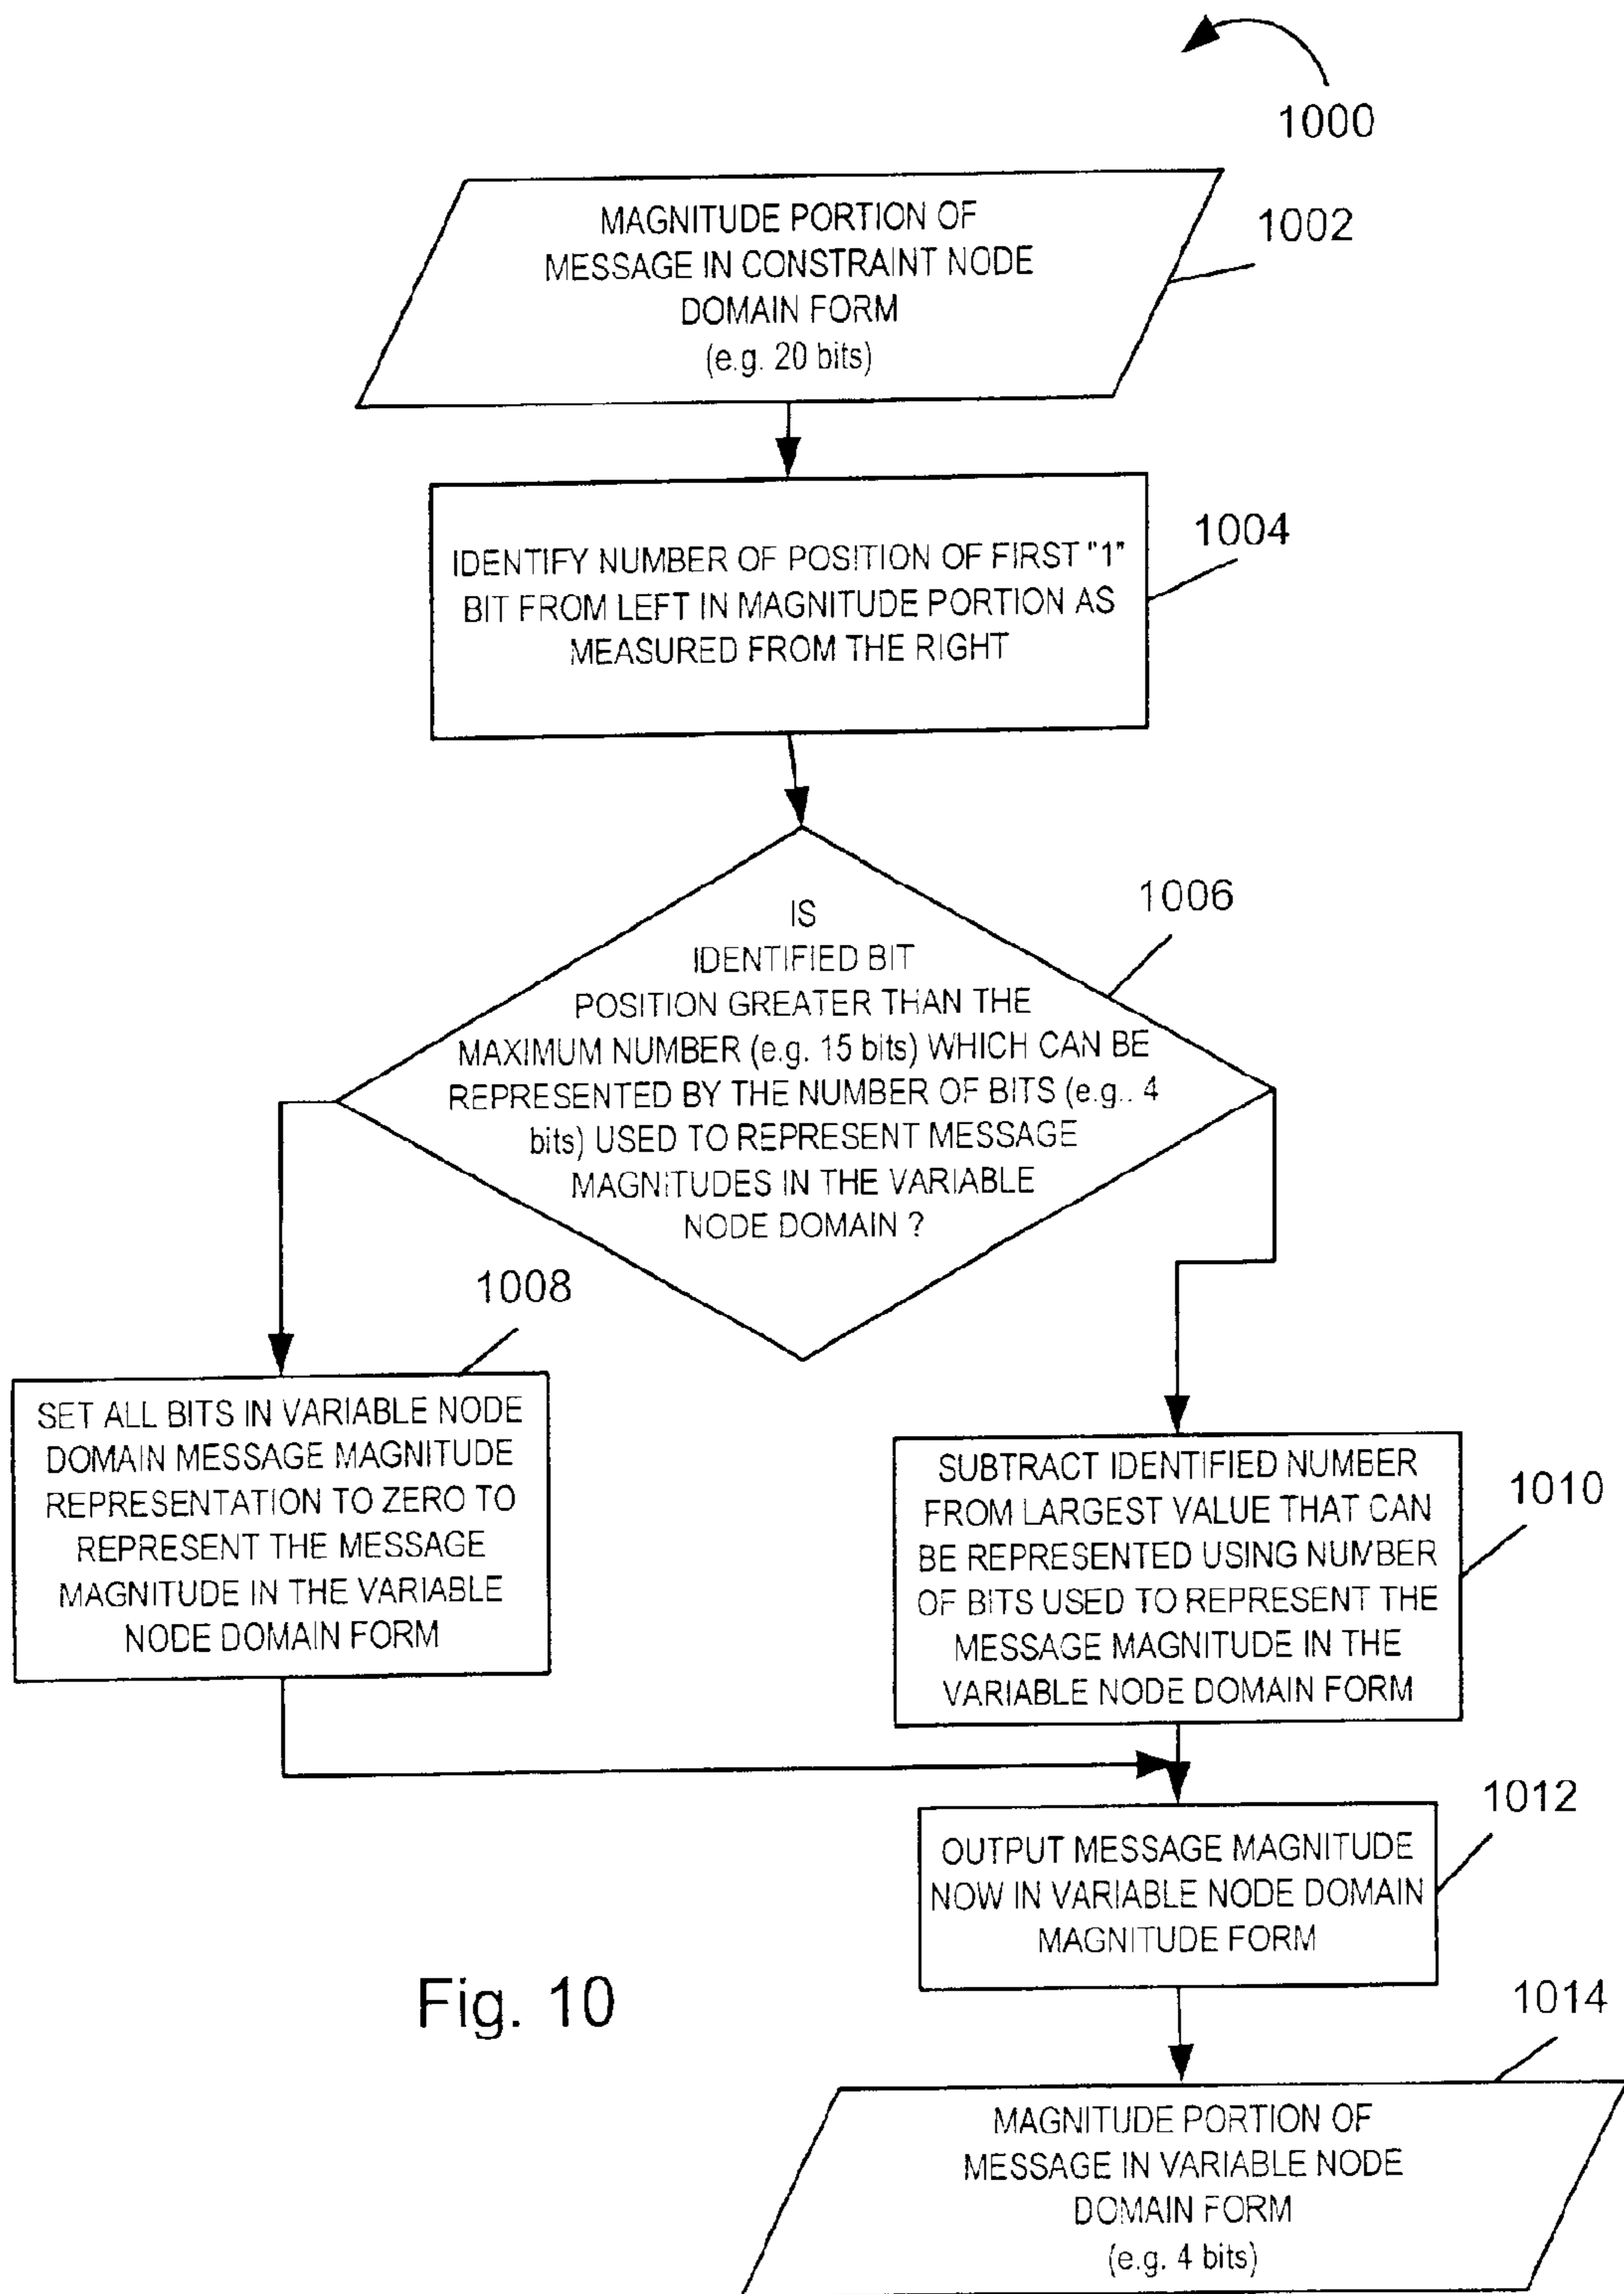 1000
MAGNITUDE PORTION OF
MESSAGE IN CONSTRAINT NODE
DOMAIN FORM
(e.g. 20 bits)
1002
IDENTIFY NUMBER OF POSITION OF FIRST "1"
BIT FROM LEFT IN MAGNITUDE PORTION AS
MEASURED FROM THE RIGHT
1004
IS
IDENTIFIED BIT
POSITION GREATER THAN THE
MAXIMUM NUMBER (e.g. 15 bits) WHICH CAN BE
REPRESENTED BY THE NUMBER OF BITS (e.g.. 4
bits) USED TO REPRESENT MESSAGE
MAGNITUDES IN THE VARIABLE
NODE DOMAIN ?
1006
1008
SET ALL BITS IN VARIABLE NODE
DOMAIN MESSAGE MAGNITUDE
REPRESENTATION TO ZERO TO
REPRESENT THE MESSAGE
MAGNITUDE IN THE VARIABLE
NODE DOMAIN FORM
SUBTRACT IDENTIFIED NUMBER
FROM LARGEST VALUE THAT CAN
BE REPRESENTED USING NUMBER
OF BITS USED TO REPRESENT THE
MESSAGE MAGNITUDE IN THE
VARIABLE NODE DOMAIN FORM
1010
OUTPUT MESSAGE MAGNITUDE
NOW IN VARIABLE NODE DOMAIN
MAGNITUDE FORM
1012
Fig. 10
1014
MAGNITUDE PORTION OF
MESSAGE IN VARIABLE NODE
DOMAIN FORM
(e.g. 4 bits)